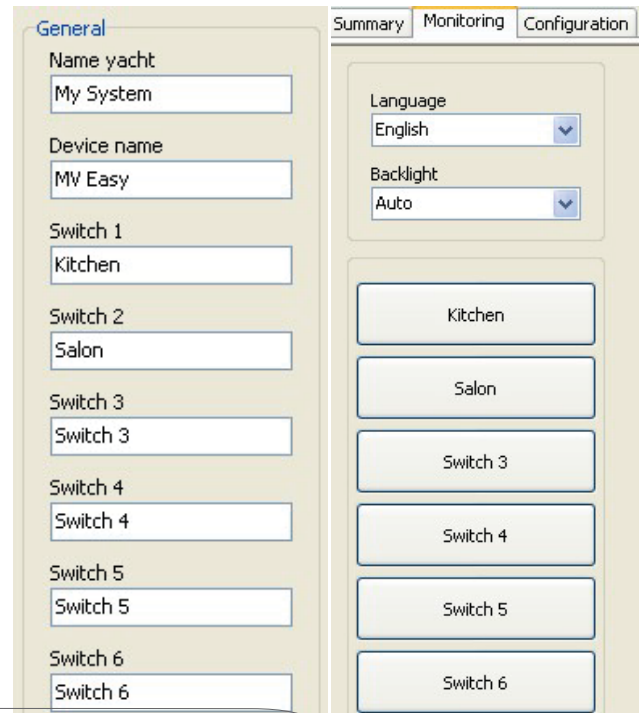 General
Name yacht
My System
Device name
MV Easy
Switch 1
Kitchen
Switch 2
Salon
Switch 3
Switch 3
Switch 4
Switch 4
Switch 5
Switch 5
Switch 6
Switch 6
Summary Monitoring Configuration
Language
English
Backlight
Auto
Kitchen
Salon
Switch 3
Switch 4
Switch 5
Switch 6